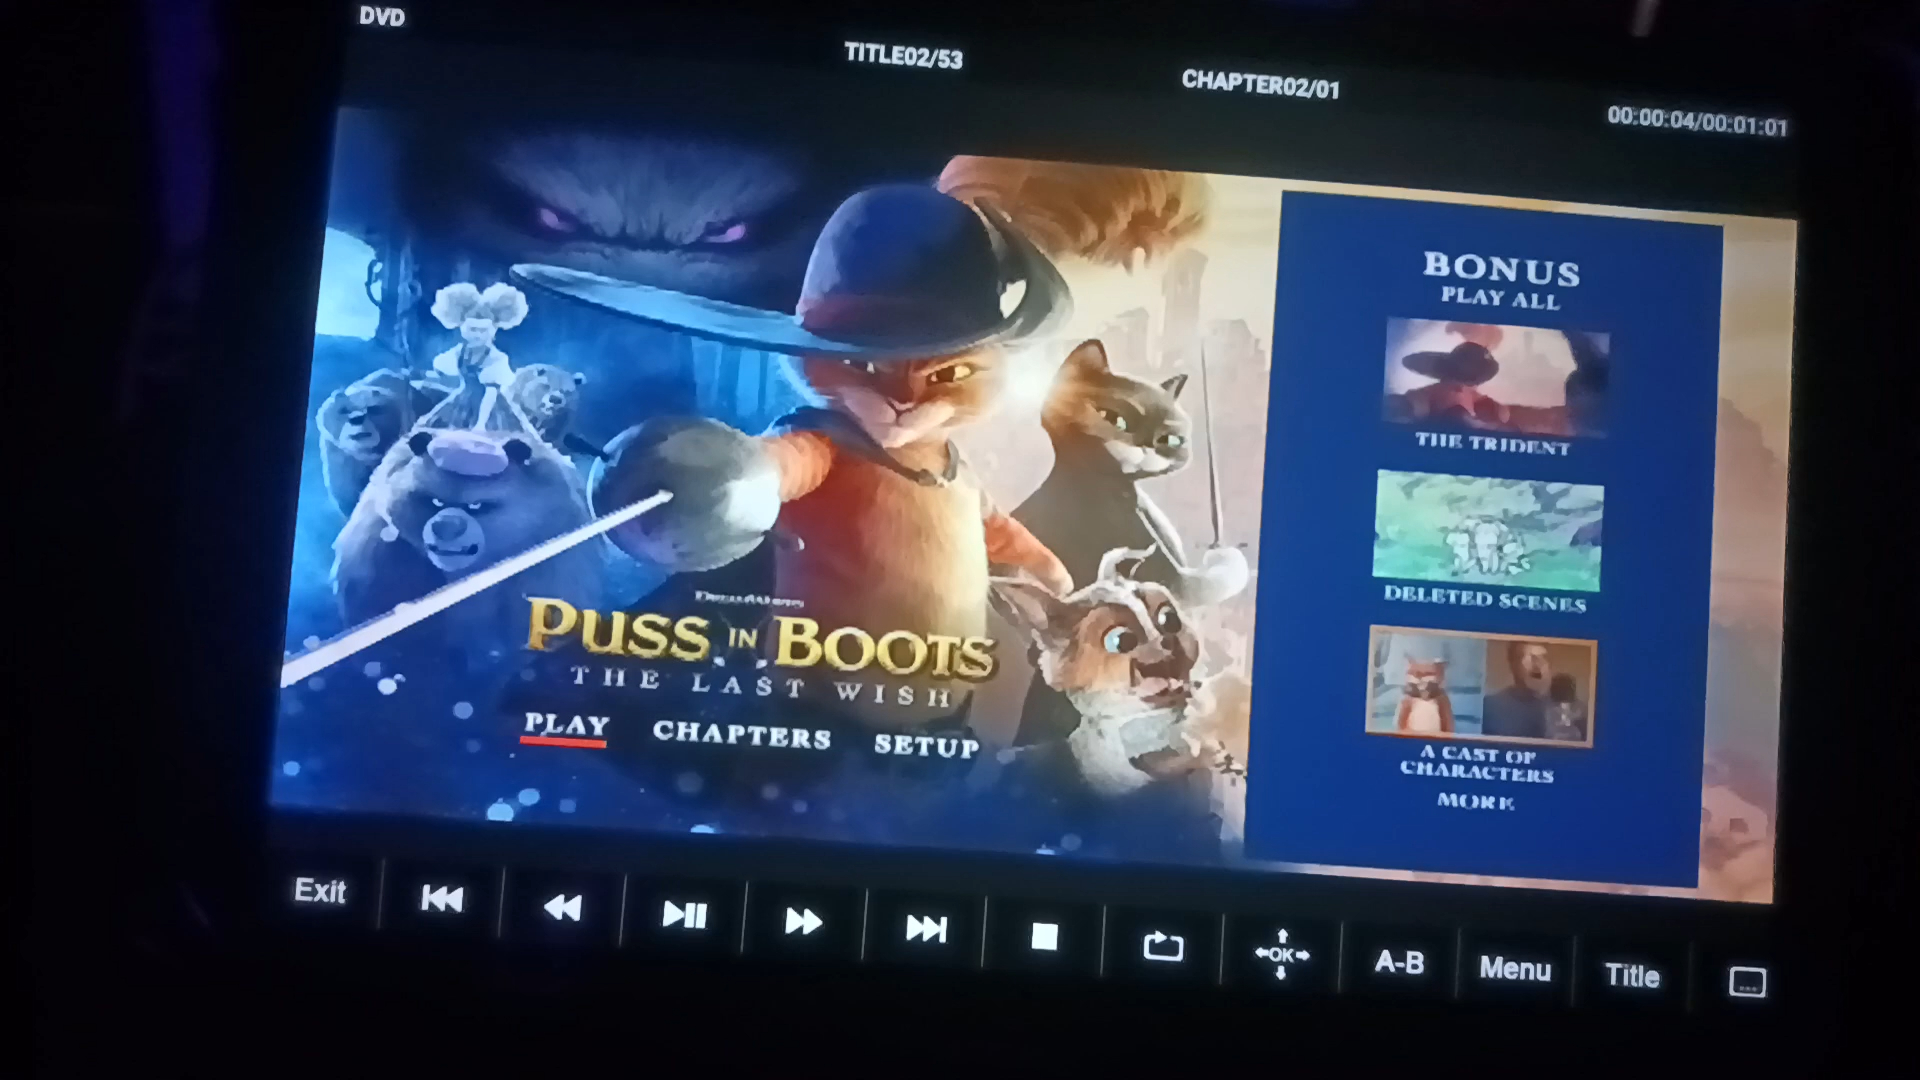 DVD
TITLE02/53
CHAPTER02/01
00:00:04/00:01:01
DREAMWORKS
PUSS IN BOOTS
THE LAST WISH
PLAY
CHAPTERS
SETUP
BONUS
PLAY ALL
THE TRIDENT
DELETED SCENES
A CAST OF
CHARACTERS
MORE
Exit
OK
A-B
Menu
Title